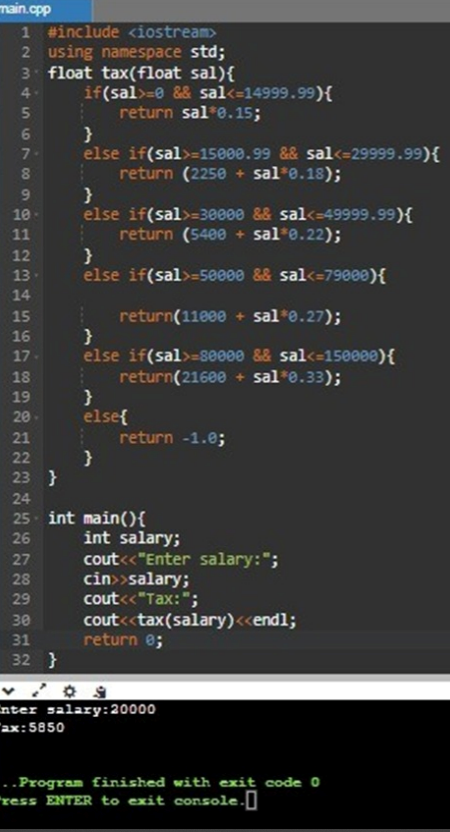 main.cpp
1 #include <iostream>
2 using namespace std;
3 float tax(float sal){
4 if(sal>=0 && sal<=14999.99){
5 return sal*0.15;
6 }
7 else if(sal>=15000.99 && sal<=29999.99){
8 return (2250 + sal*0.18);
9 }
10 else if(sal>=30000 && sal<=49999.99){
11 return (5400 + sal*0.22);
12 }
13 else if(sal>=50000 && sal<=79000){
14
15 return(11000 + sal*0.27);
16 }
17 else if(sal>=80000 && sal<=150000){
18 return(21600 + sal*0.33);
19 }
20 else{
21 return -1.0;
22 }
23 }
24
25 int main(){
26 int salary;
27 cout<<"Enter salary:";
28 cin>>salary;
29 cout<<"Tax:";
30 cout<<tax(salary)<<endl;
31 return 0;
32 }
nter salary:20000
ax:5850
..Program finished with exit code 0
ress ENTER to exit console.